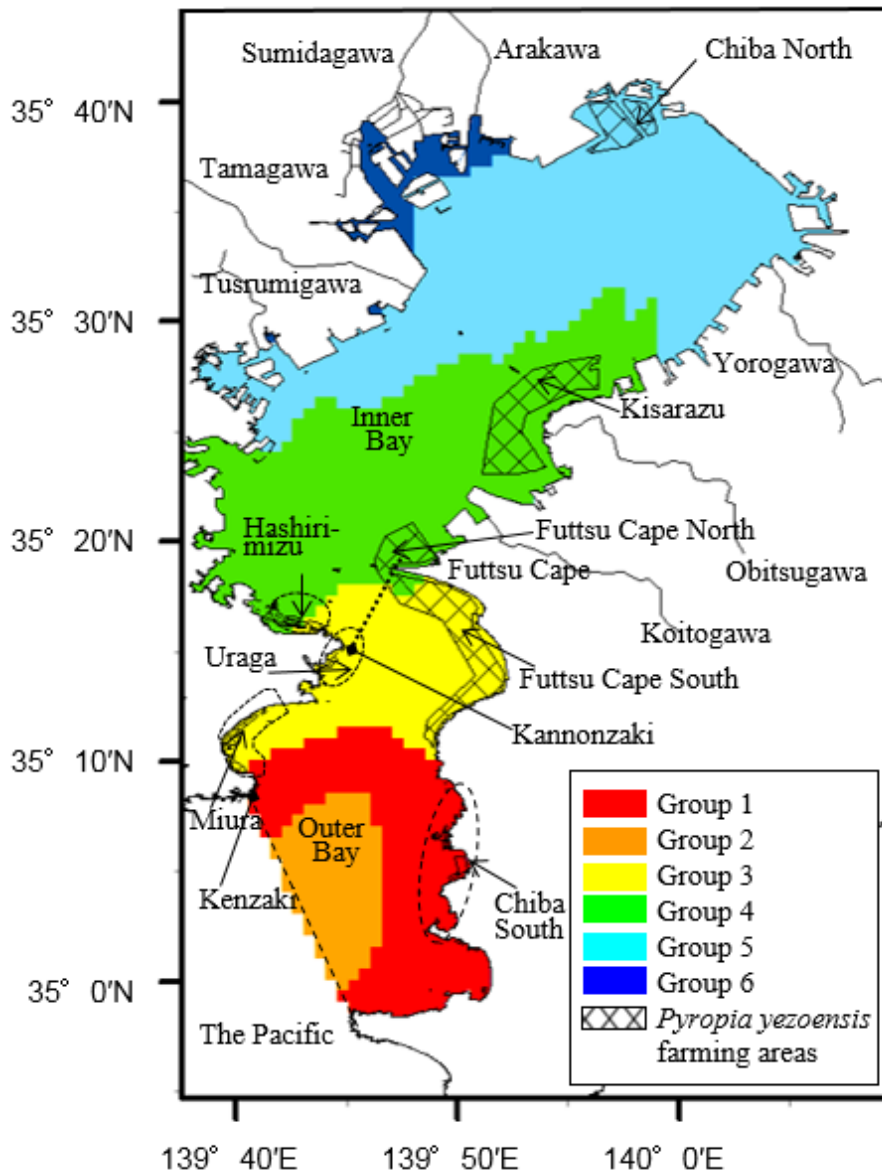 Sumidagawa
Arakawa
Chiba North
35° 40′N
Tamagawa
Tusrumigawa
35° 30′N
Yorogawa
Kisarazu
Inner
Bay
35° 20′N
Hashiri-
mizu
Futtsu Cape North
Futtsu Cape
Obitsugawa
Koitogawa
Uraga
Futtsu Cape South
Kannonzaki
35° 10′N
Miura
Outer
Bay
Kenzaki
Chiba
South
35° 0′N
The Pacific
Group 1
Group 2
Group 3
Group 4
Group 5
Group 6
Pyropia yezoensis
farming areas
139° 40′E
139° 50′E
140° 0′E